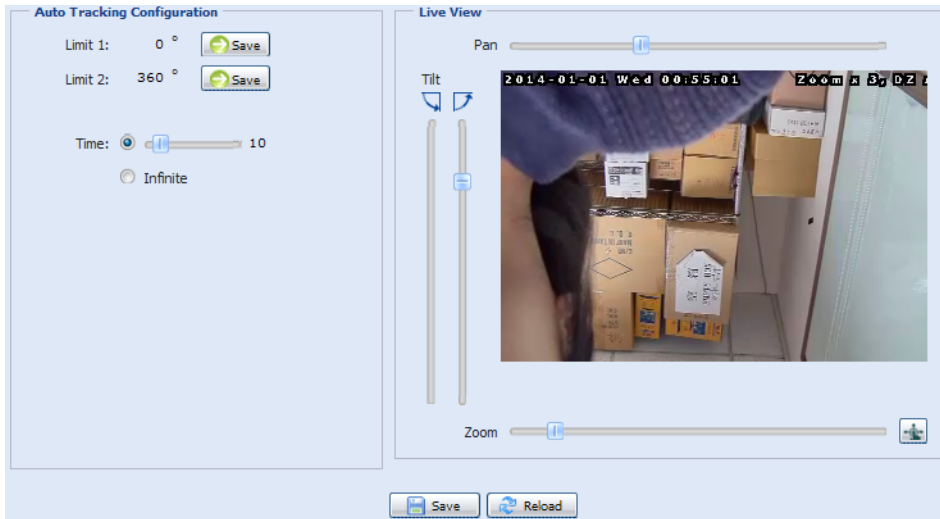 Auto Tracking Configuration
Limit 1: 0 ° Save
Limit 2: 360 ° Save
Time: 10
Infinite
Live View
Pan
Tilt
2014-01-01 Wed 00:55:01 Zoom x 3, DZ
Zoom
Save Reload